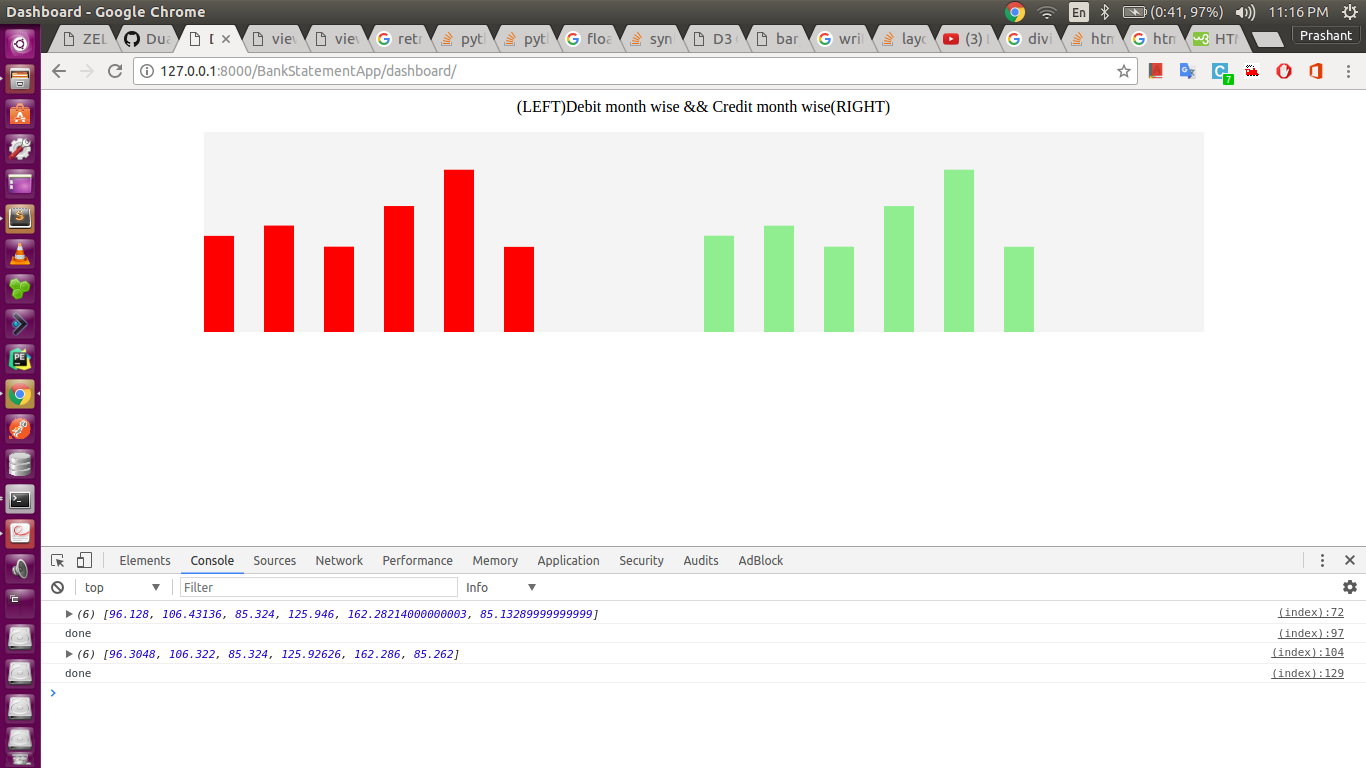 Dashboard - Google Chrome
En
(0:41, 97%)
11:16 PM
ZEL
Dua
D
view
view
retr
pytl
pytl
floa
syn
D3 C
bar.
wril
layc
(3) I
divi
htm
htm
HTM
Prashant
127.0.0.1:8000/BankStatementApp/dashboard/
7
(LEFT)Debit month wise && Credit month wise(RIGHT)
Elements Console Sources Network Performance Memory Application Security Audits AdBlock
top Filter Info
(6) [96.128, 106.43136, 85.324, 125.946, 162.28214000000003, 85.13289999999999] (index):72
done (index):97
(6) [96.3048, 106.322, 85.324, 125.92626, 162.286, 85.262] (index):104
done (index):129